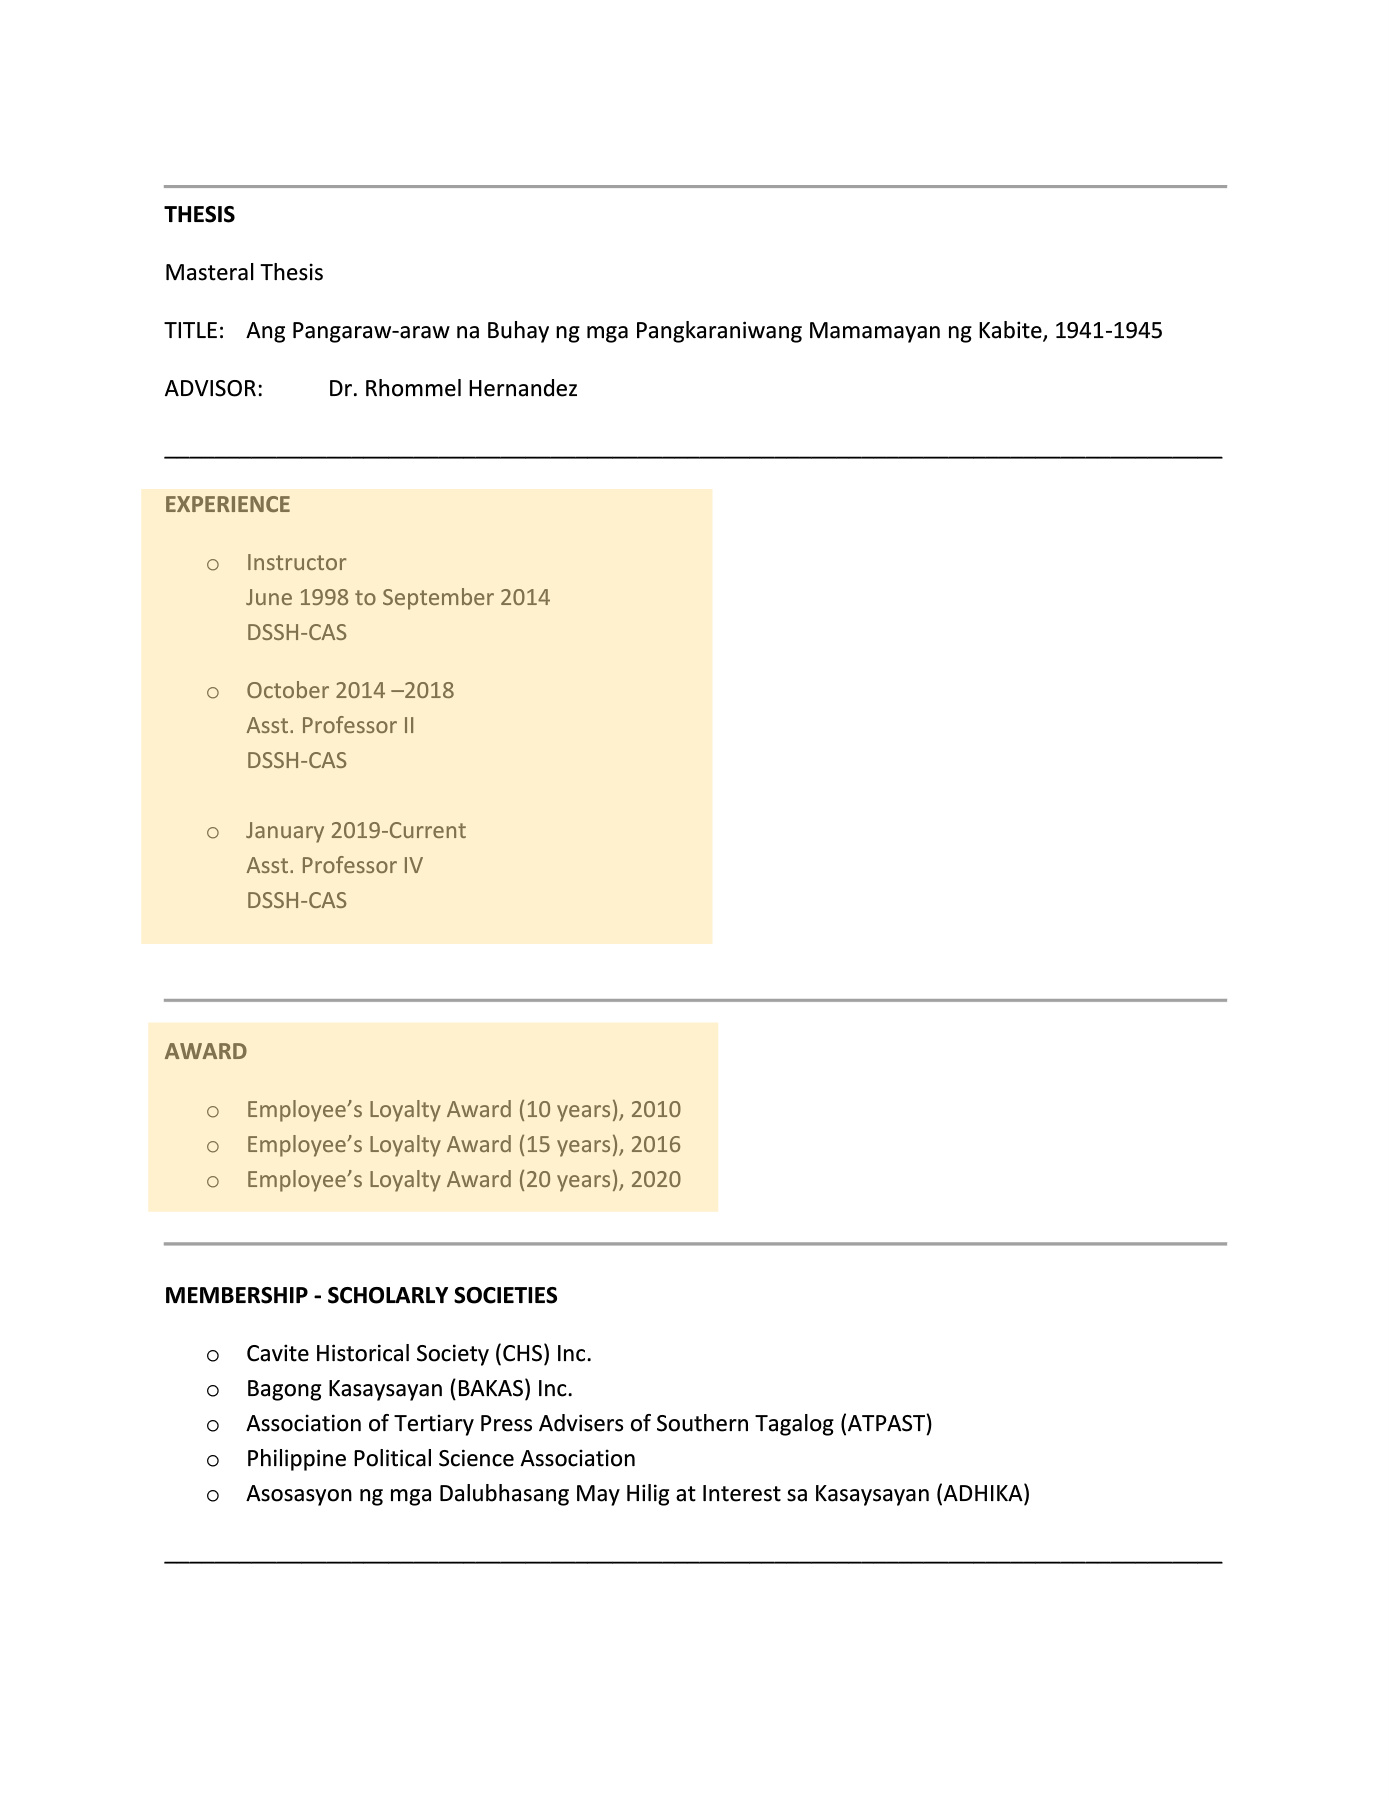 THESIS
Masteral Thesis
TITLE: Ang Pangaraw-araw na Buhay ng mga Pangkaraniwang Mamamayan ng Kabite, 1941-1945
ADVISOR: Dr. Rhommel Hernandez
EXPERIENCE
o Instructor
June 1998 to September 2014
DSSH-CAS
o October 2014 –2018
Asst. Professor II
DSSH-CAS
o January 2019-Current
Asst. Professor IV
DSSH-CAS
AWARD
o Employee’s Loyalty Award (10 years), 2010
o Employee’s Loyalty Award (15 years), 2016
o Employee’s Loyalty Award (20 years), 2020
MEMBERSHIP - SCHOLARLY SOCIETIES
o Cavite Historical Society (CHS) Inc.
o Bagong Kasaysayan (BAKAS) Inc.
o Association of Tertiary Press Advisers of Southern Tagalog (ATPAST)
o Philippine Political Science Association
o Asosasyon ng mga Dalubhasang May Hilig at Interest sa Kasaysayan (ADHIKA)